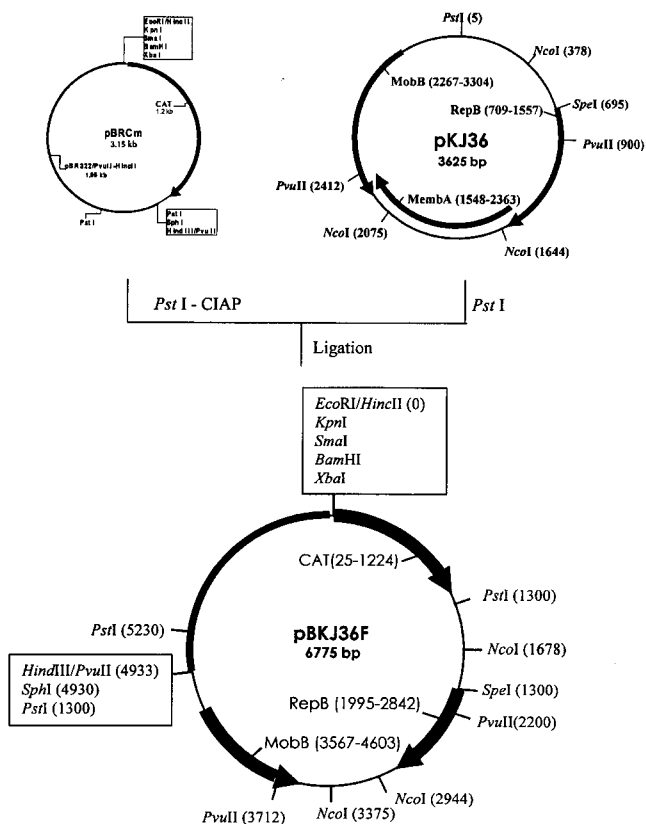 EcoRI/HincII
KpnI
SmaI
BamHI
XbaI
CAT
1.2 kb
pBRCm
3.15 kb
pBR322/PvuII-HincII
PstI
PstI
SphI
HindIII/PvuII
PstI (5)
NcoI (378)
MobB (2267-3304)
SpeI (695)
RepB (709-1557)
pKJ36
3625 bp
PvuII (900)
PvuII (2412)
MembA (1548-2363)
NcoI (2075)
NcoI (1644)
Pst I - CIAP
Pst I
Ligation
EcoRI/HincII (0)
KpnI
SmaI
BamHI
XbaI
CAT(25-1224)
PstI (1300)
PstI (5230)
pBKJ36F
6775 bp
NcoI (1678)
HindIII/PvuII (4933)
SphI (4930)
PstI (1300)
SpeI (1300)
RepB (1995-2842)
PvuII(2200)
MobB (3567-4603)
NcoI (2944)
PvuII (3712)
NcoI (3375)